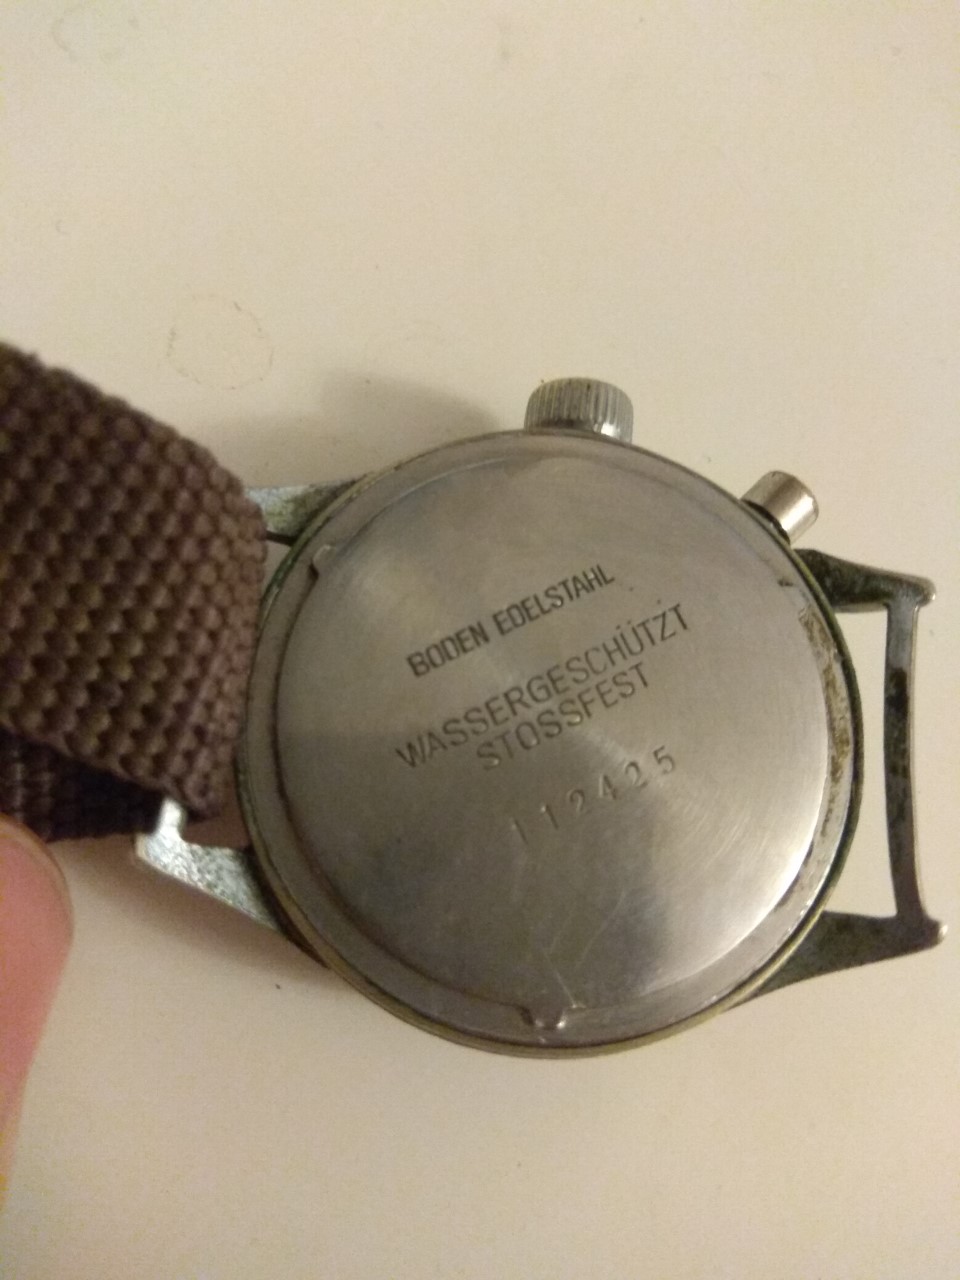 BODEN EDELSTAHL
WASSERGESCHÜTZT
STOSSFEST
112425